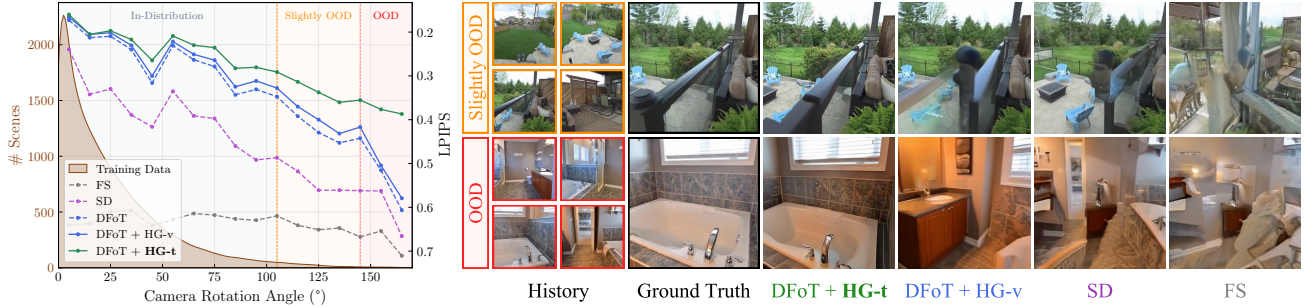 In-Distribution
Slightly OOD
OOD
# Scenes
2000
1500
1000
500
0
LPIPS
0.2
0.3
0.4
0.5
0.6
0.7
Training Data
FS
SD
DFoT
DFoT + HG-v
DFoT + HG-t
0
25
50
75
100
125
150
Camera Rotation Angle (°)
Slightly OOD
OOD
History
Ground Truth
DFoT + HG-t
DFoT + HG-v
SD
FS